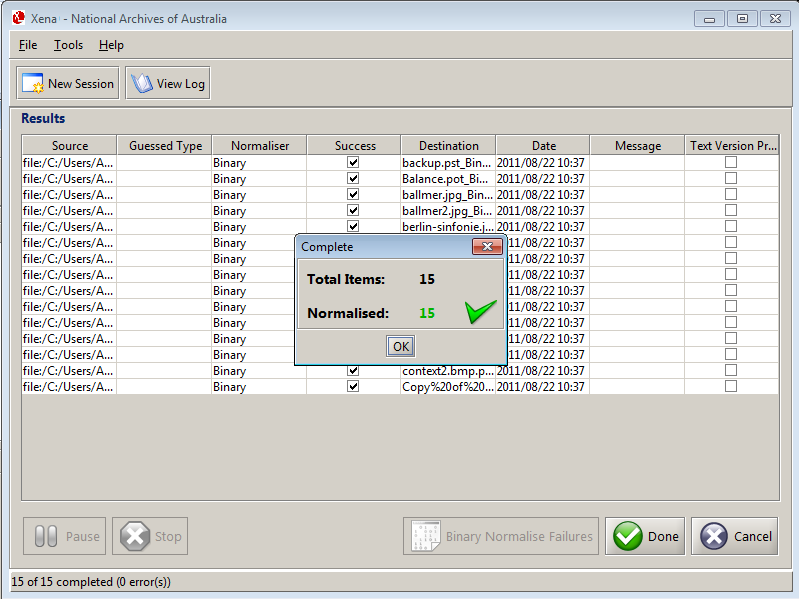 Xena - National Archives of Australia
File Tools Help
New Session View Log
Results
Source Guessed Type Normaliser Success Destination Date Message Text Version Pr...
file:/C:/Users/A... Binary backup.pst_Bin... 2011/08/22 10:37
file:/C:/Users/A... Binary Balance.pot_Bi... 2011/08/22 10:37
file:/C:/Users/A... Binary ballmer.jpg_Bi... 2011/08/22 10:37
file:/C:/Users/A... Binary ballmer2.jpg_Bi... 2011/08/22 10:37
file:/C:/Users/A... Binary berlin-sinfonie.j... 2011/08/22 10:37
file:/C:/Users/A... Binary 2011/08/22 10:37
file:/C:/Users/A... Binary 2011/08/22 10:37
file:/C:/Users/A... Binary 2011/08/22 10:37
file:/C:/Users/A... Binary 2011/08/22 10:37
file:/C:/Users/A... Binary 2011/08/22 10:37
file:/C:/Users/A... Binary 2011/08/22 10:37
file:/C:/Users/A... Binary 2011/08/22 10:37
file:/C:/Users/A... Binary 2011/08/22 10:37
file:/C:/Users/A... Binary context2.bmp.p... 2011/08/22 10:37
file:/C:/Users/A... Binary Copy%20of%20... 2011/08/22 10:37
Complete
Total Items: 15
Normalised: 15
OK
Pause Stop Binary Normalise Failures Done Cancel
15 of 15 completed (0 error(s))